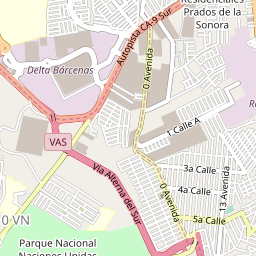 Residenciales
Prados de la
Sonora
Autopista CA-9 Sur
Delta Bárcenas
0 Avenida
1 Calle A
VAS
Vía Alterna del Sur
3a Calle
4a Calle
0 Avenida
13 Avenida
5a Calle
0 VN
Parque Nacional
Naciones Unidas